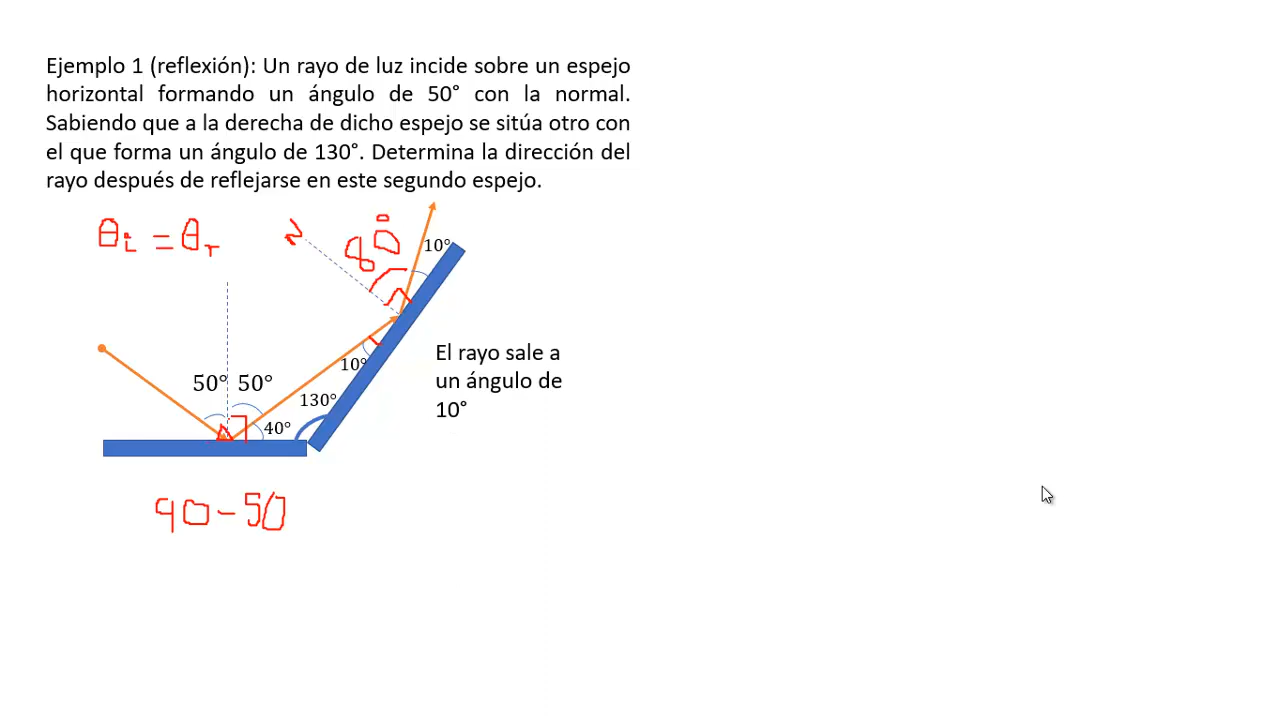 Ejemplo 1 (reflexión): Un rayo de luz incide sobre un espejo
horizontal formando un ángulo de 50° con la normal.
Sabiendo que a la derecha de dicho espejo se sitúa otro con
el que forma un ángulo de 130°. Determina la dirección del
rayo después de reflejarse en este segundo espejo.
θi = θr
N
80°
10°
El rayo sale a
un ángulo de
10°
10°
50° 50°
130°
40°
90-50